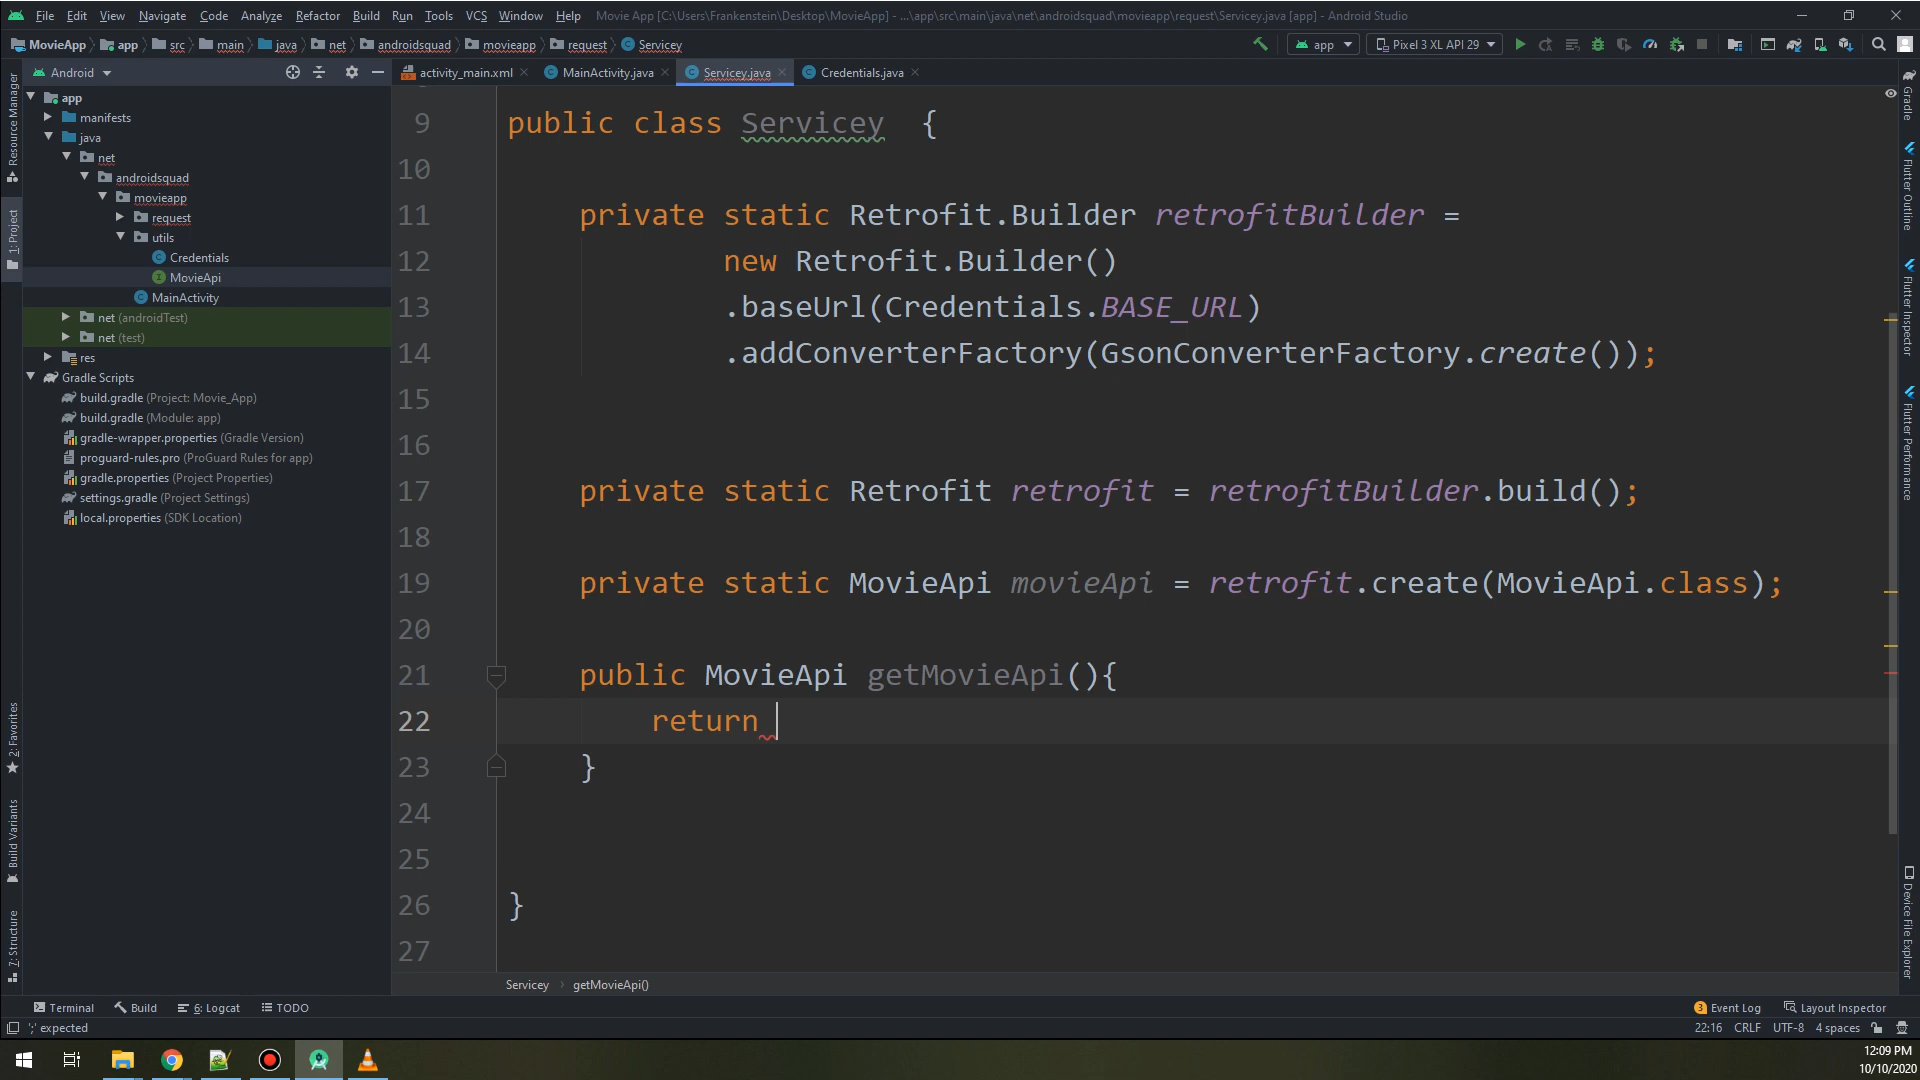 File Edit View Navigate Code Analyze Refactor Build Run Tools VCS Window Help Movie App [C:\Users\Frankenstein\Desktop\MovieApp] - ...\app\src\main\java\net\androidsquad\movieapp\request\Servicey.java [app] - Android Studio
MovieApp app src main java net androidsquad movieapp request Servicey app Pixel 3 XL API 29
Android activity_main.xml MainActivity.java Servicey.java Credentials.java
app
manifests
java
net
androidsquad
movieapp
request
utils
Credentials
MovieApi
MainActivity
net (androidTest)
net (test)
res
Gradle Scripts
build.gradle (Project: Movie_App)
build.gradle (Module: app)
gradle-wrapper.properties (Gradle Version)
proguard-rules.pro (ProGuard Rules for app)
gradle.properties (Project Properties)
settings.gradle (Project Settings)
local.properties (SDK Location)
Resource Manager
1: Project
2: Favorites
Build Variants
7: Structure
9 public class Servicey {
10
11 private static Retrofit.Builder retrofitBuilder =
12 new Retrofit.Builder()
13 .baseUrl(Credentials.BASE_URL)
14 .addConverterFactory(GsonConverterFactory.create());
15
16
17 private static Retrofit retrofit = retrofitBuilder.build();
18
19 private static MovieApi movieApi = retrofit.create(MovieApi.class);
20
21 public MovieApi getMovieApi(){
22 return
23 }
24
25
26 }
27
Gradle
Flutter Outline
Flutter Inspector
Flutter Performance
Device File Explorer
Servicey › getMovieApi()
Terminal Build 6: Logcat TODO 3 Event Log Layout Inspector
';' expected 22:16 CRLF UTF-8 4 spaces
12:09 PM
10/10/2020